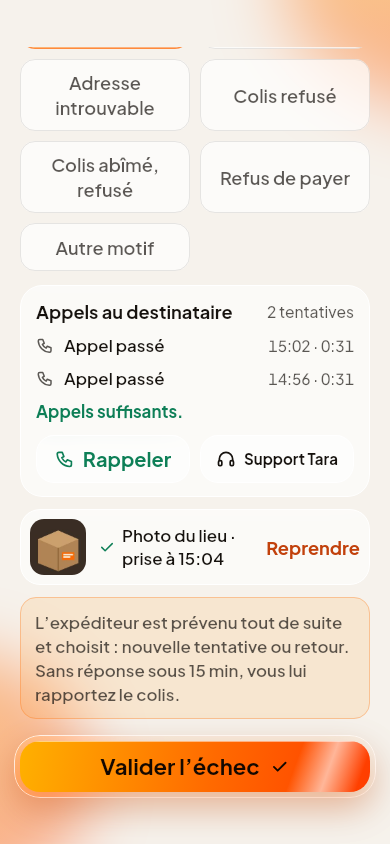 Adresse
introuvable
Colis refusé
Colis abîmé,
refusé
Refus de payer
Autre motif
Appels au destinataire
2 tentatives
Appel passé
15:02 · 0:31
Appel passé
14:56 · 0:31
Appels suffisants.
Rappeler
Support Tara
Photo du lieu ·
prise à 15:04
Reprendre
L’expéditeur est prévenu tout de suite
et choisit : nouvelle tentative ou retour.
Sans réponse sous 15 min, vous lui
rapportez le colis.
Valider l’échec